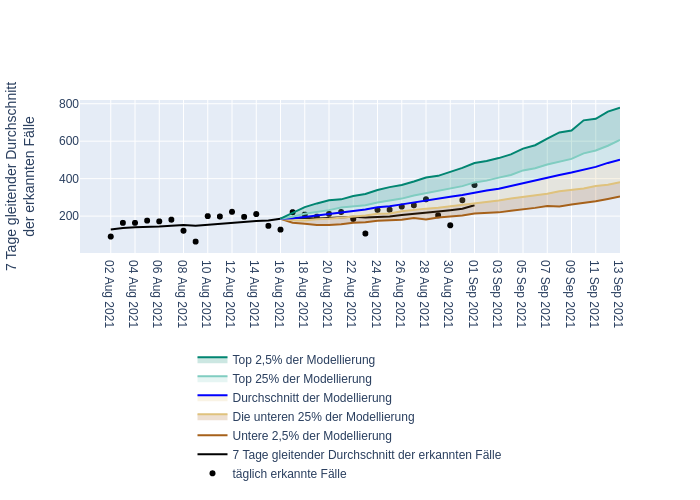 7 Tage gleitender Durchschnitt
der erkannten Fälle
800
600
400
200
02 Aug 2021
04 Aug 2021
06 Aug 2021
08 Aug 2021
10 Aug 2021
12 Aug 2021
14 Aug 2021
16 Aug 2021
18 Aug 2021
20 Aug 2021
22 Aug 2021
24 Aug 2021
26 Aug 2021
28 Aug 2021
30 Aug 2021
01 Sep 2021
03 Sep 2021
05 Sep 2021
07 Sep 2021
09 Sep 2021
11 Sep 2021
13 Sep 2021
Top 2,5% der Modellierung
Top 25% der Modellierung
Durchschnitt der Modellierung
Die unteren 25% der Modellierung
Untere 2,5% der Modellierung
7 Tage gleitender Durchschnitt der erkannten Fälle
täglich erkannte Fälle